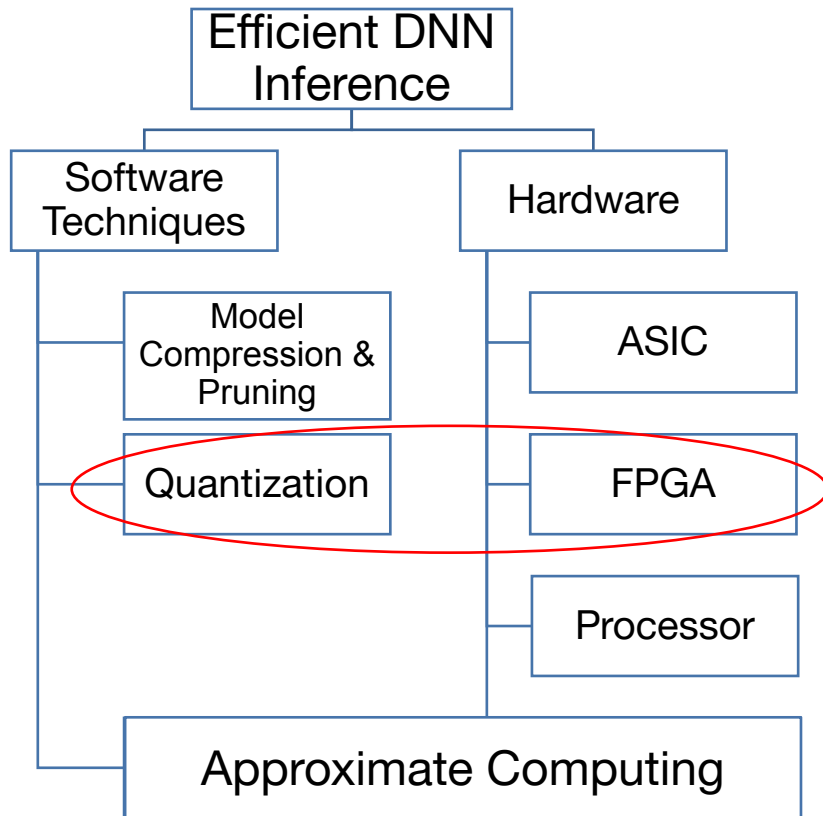 Efficient DNN
Inference
Software
Techniques
Hardware
Model
Compression &
Pruning
ASIC
Quantization
FPGA
Processor
Approximate Computing